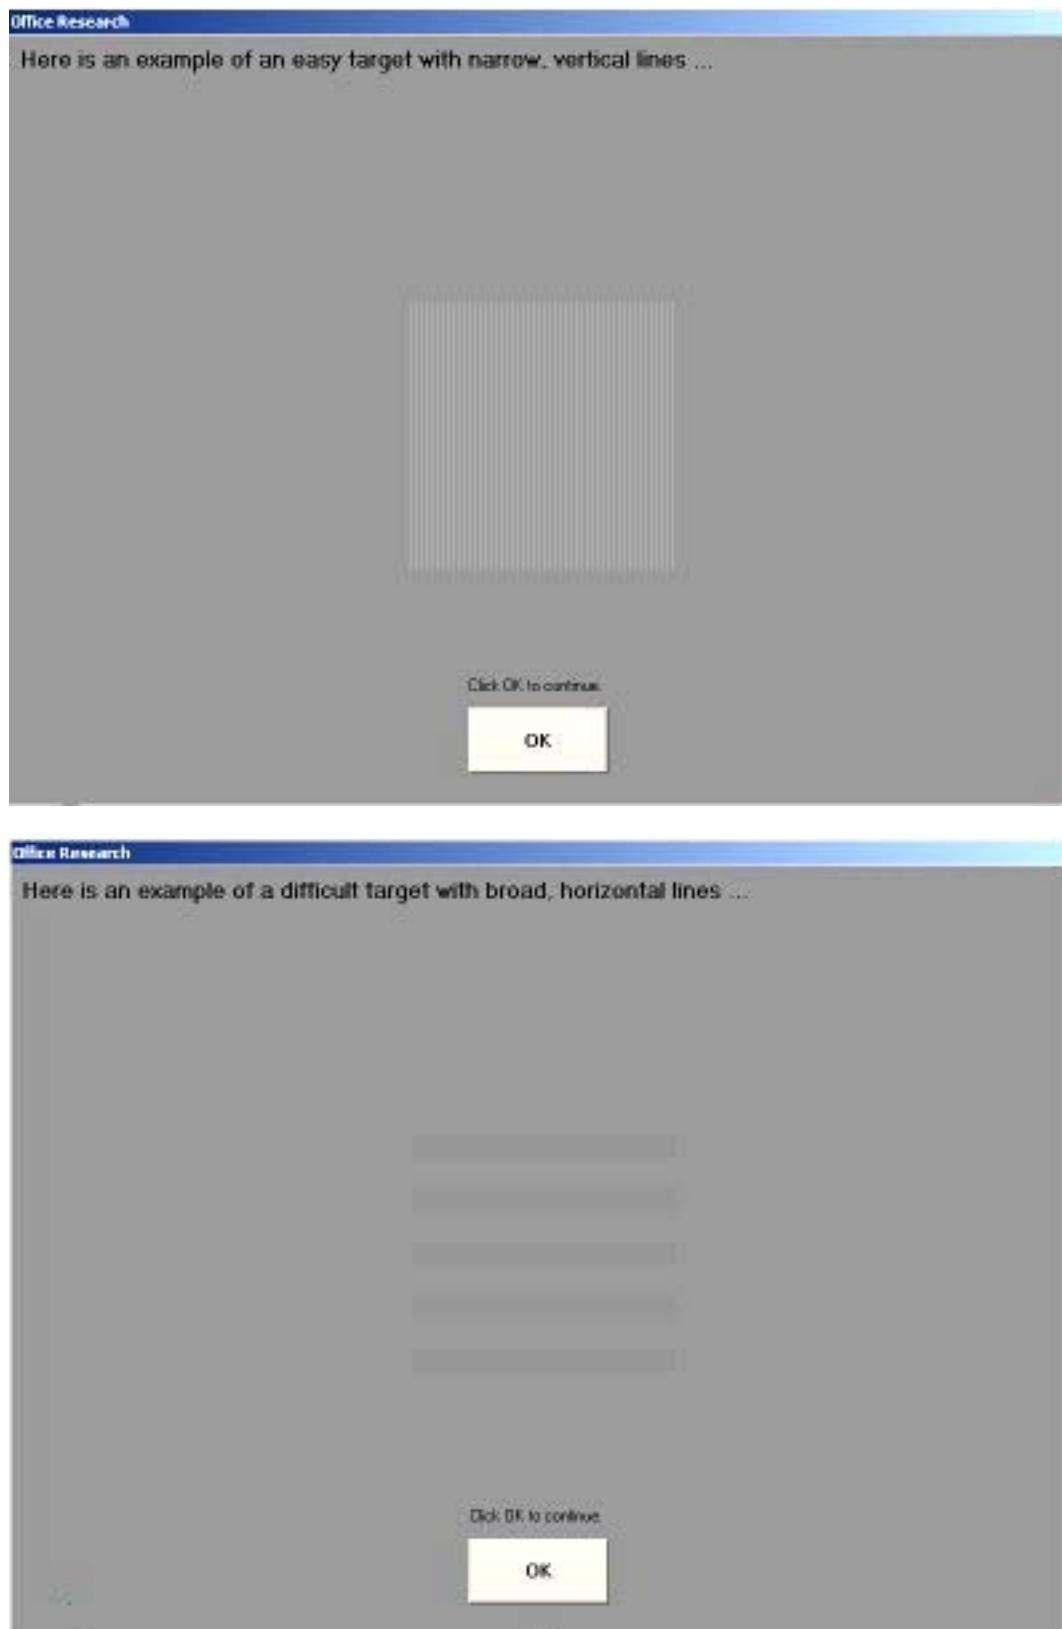 Office Research
Here is an example of an easy target with narrow, vertical lines ...
Click OK to continue.
OK
Office Research
Here is an example of a difficult target with broad, horizontal lines ...
Click OK to continue.
OK